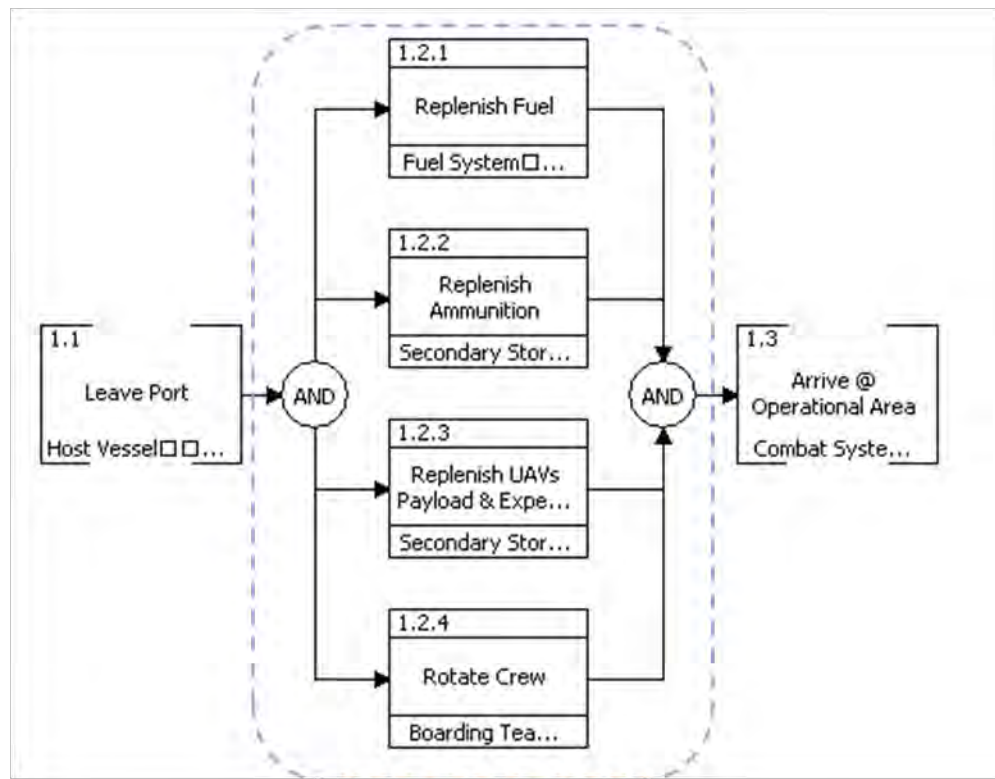 1.2.1
Replenish Fuel
Fuel System□...
1.2.2
Replenish
Ammunition
Secondary Stor...
1.1
Leave Port
Host Vessel□□...
AND
AND
1.3
Arrive @
Operational Area
Combat Syste...
1.2.3
Replenish UAVs
Payload & Expe...
Secondary Stor...
1.2.4
Rotate Crew
Boarding Tea...